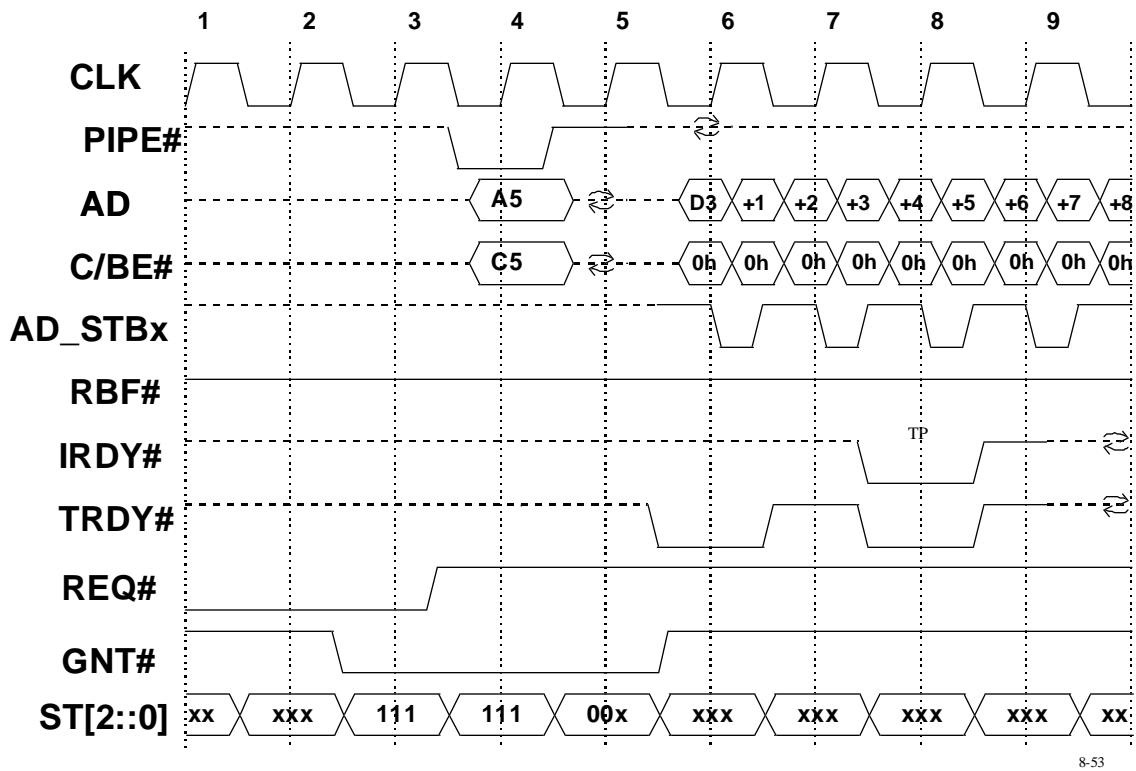 1 2 3 4 5 6 7 8 9
CLK
PIPE#
AD A5 D3 +1 +2 +3 +4 +5 +6 +7 +8
C/BE# C5 0h 0h 0h 0h 0h 0h 0h 0h 0h
AD_STBx
RBF#
TP
IRDY#
TRDY#
REQ#
GNT#
ST[2::0] xx xxx 111 111 00x xxx xxx xxx xxx xx
8-53